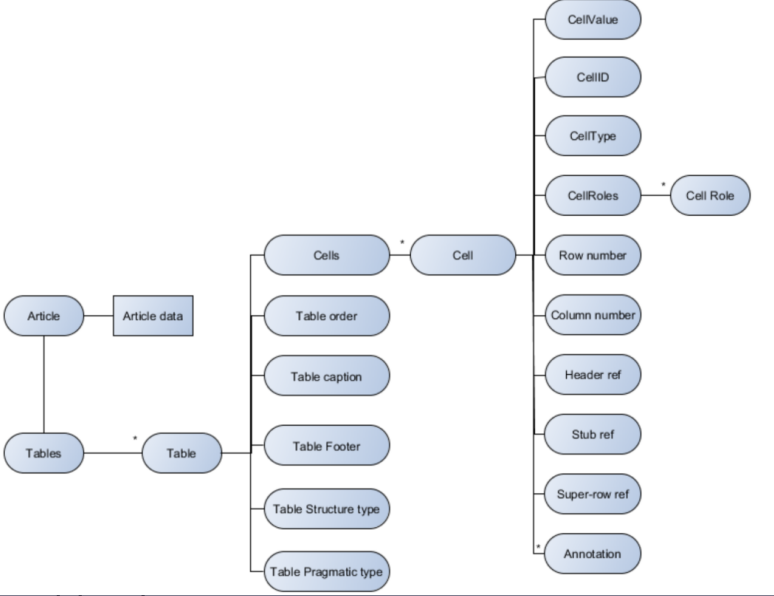 CellValue
CellID
CellType
CellRoles
*
Cell Role
Cells
*
Cell
Row number
Article
Article data
Table order
Column number
Table caption
Header ref
Tables
*
Table
Table Footer
Stub ref
Table Structure type
Super-row ref
Table Pragmatic type
*
Annotation